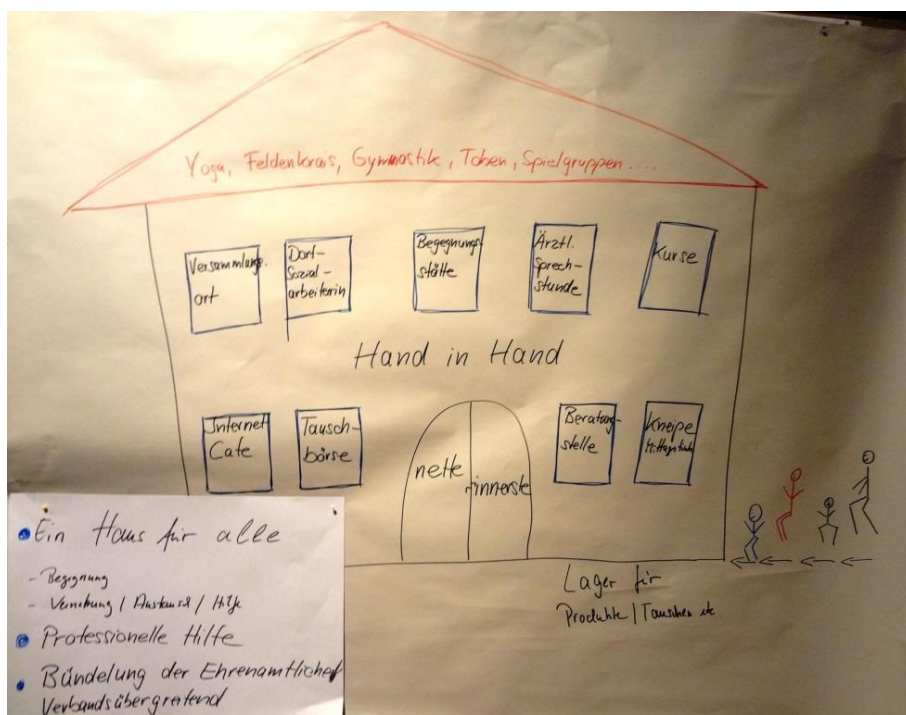 Yoga, Feldenkrais, Gymnastik, Toben, Spielgruppen....
Versammlungs-
ort
Dorf-
Sozial-
arbeiterin
Begegnungs
stätte
Ärztl.
Sprech-
stunde
Kurse
Hand in Hand
Internet
Cafe
Tausch-
börse
nette
Beratung-
stelle
Kneipe
Mittagstisch
Lager für
Produkte / Tauschen etc
Ein Haus für alle
- Begegnung
- Vernetzung / Austausch / Hilfe
Professionelle Hilfe
Bündelung der Ehrenamtlichen
Verbandsübergreifend